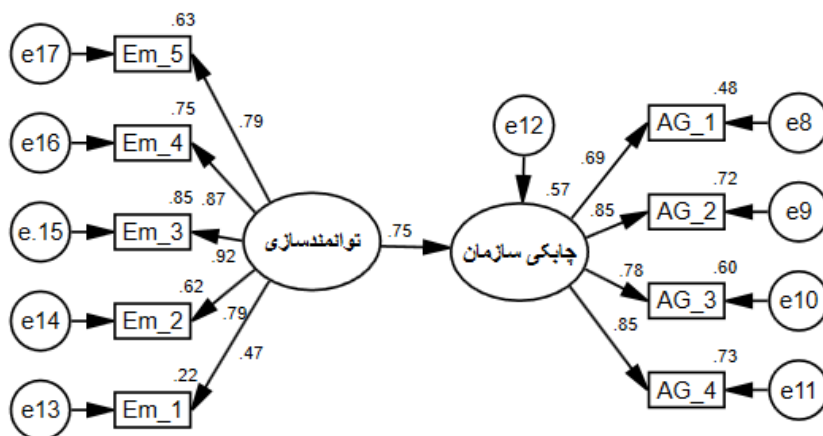 .63
e17 Em_5
.79
.75
e16 Em_4
.87
.85
e.15 Em_3
.92
.62
e14 Em_2
.79
.47
.22
e13 Em_1
توانمندسازی
.75
e12
.57
چابکی سازمان
.48
.69 AG_1 e8
.72
.85 AG_2 e9
.60
.78 AG_3 e10
.85
.73
AG_4 e11